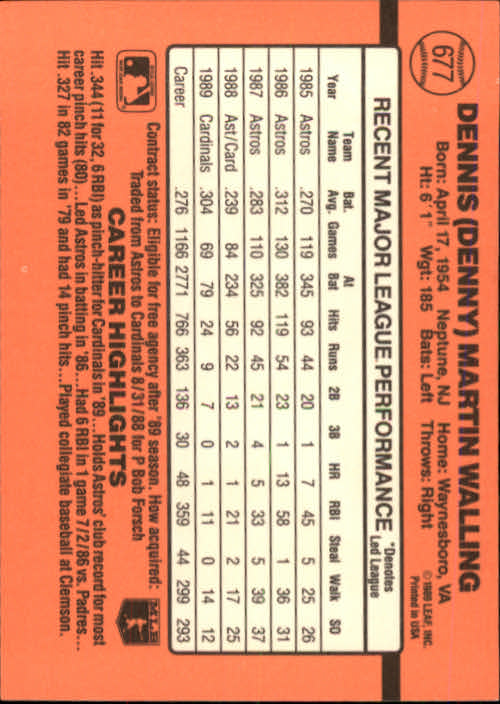 677
DENNIS (DENNY) MARTIN WALLING
Born: April 17, 1954 Neptune, NJ Home: Waynesboro, VA
Ht: 6'1" Wgt: 185 Bats: Left Throws: Right
© 1989 LEAF, INC.
Printed in USA
RECENT MAJOR LEAGUE PERFORMANCE
*Denotes
Led League
Year Team Name Bat. Avg. Games At Bat Hits Runs 2B 3B HR RBI Steal Walk SO
1985 Astros .270 119 345 93 44 20 1 7 45 5 25 26
1986 Astros .312 130 382 119 54 23 1 13 58 1 36 31
1987 Astros .283 110 325 92 45 21 4 5 33 5 39 37
1988 Ast/Card .239 84 234 56 22 13 2 1 21 2 17 25
1989 Cardinals .304 69 79 24 9 7 0 1 11 0 14 12
Career .276 1166 2771 766 363 136 30 48 359 44 299 293
Contract status: Eligible for free agency after '89 season. How acquired:
Traded from Astros to Cardinals 8/31/88 for P Bob Forsch
MLB
CAREER HIGHLIGHTS
Hit .344 (11 for 32, 6 RBI) as pinch-hitter for Cardinals in '89...Holds Astros' club record for most
career pinch hits (80)...Led Astros in batting in '86...Had 6 RBI in 1 game 7/2/86 vs. Padres...
Hit .327 in 82 games in '79 and had 14 pinch hits...Played collegiate baseball at Clemson.